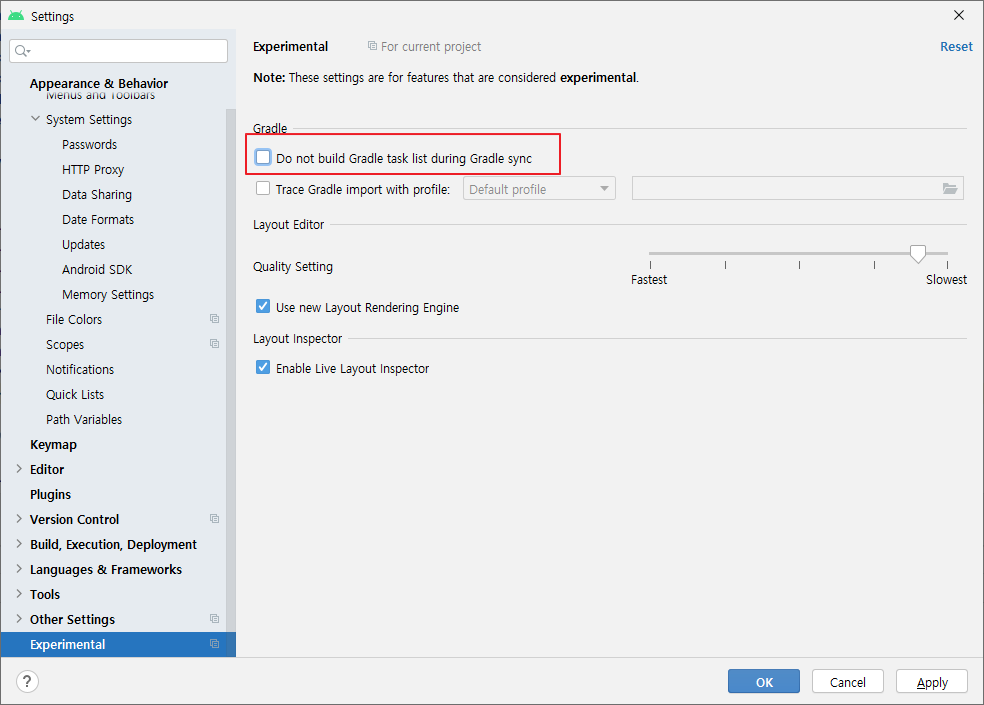 Settings
Appearance & Behavior
Menus and Toolbars
System Settings
Passwords
HTTP Proxy
Data Sharing
Date Formats
Updates
Android SDK
Memory Settings
File Colors
Scopes
Notifications
Quick Lists
Path Variables
Keymap
Editor
Plugins
Version Control
Build, Execution, Deployment
Languages & Frameworks
Tools
Other Settings
Experimental
Experimental For current project Reset
Note: These settings are for features that are considered experimental.
Gradle
Do not build Gradle task list during Gradle sync
Trace Gradle import with profile: Default profile
Layout Editor
Quality Setting
Fastest Slowest
Use new Layout Rendering Engine
Layout Inspector
Enable Live Layout Inspector
? OK Cancel Apply